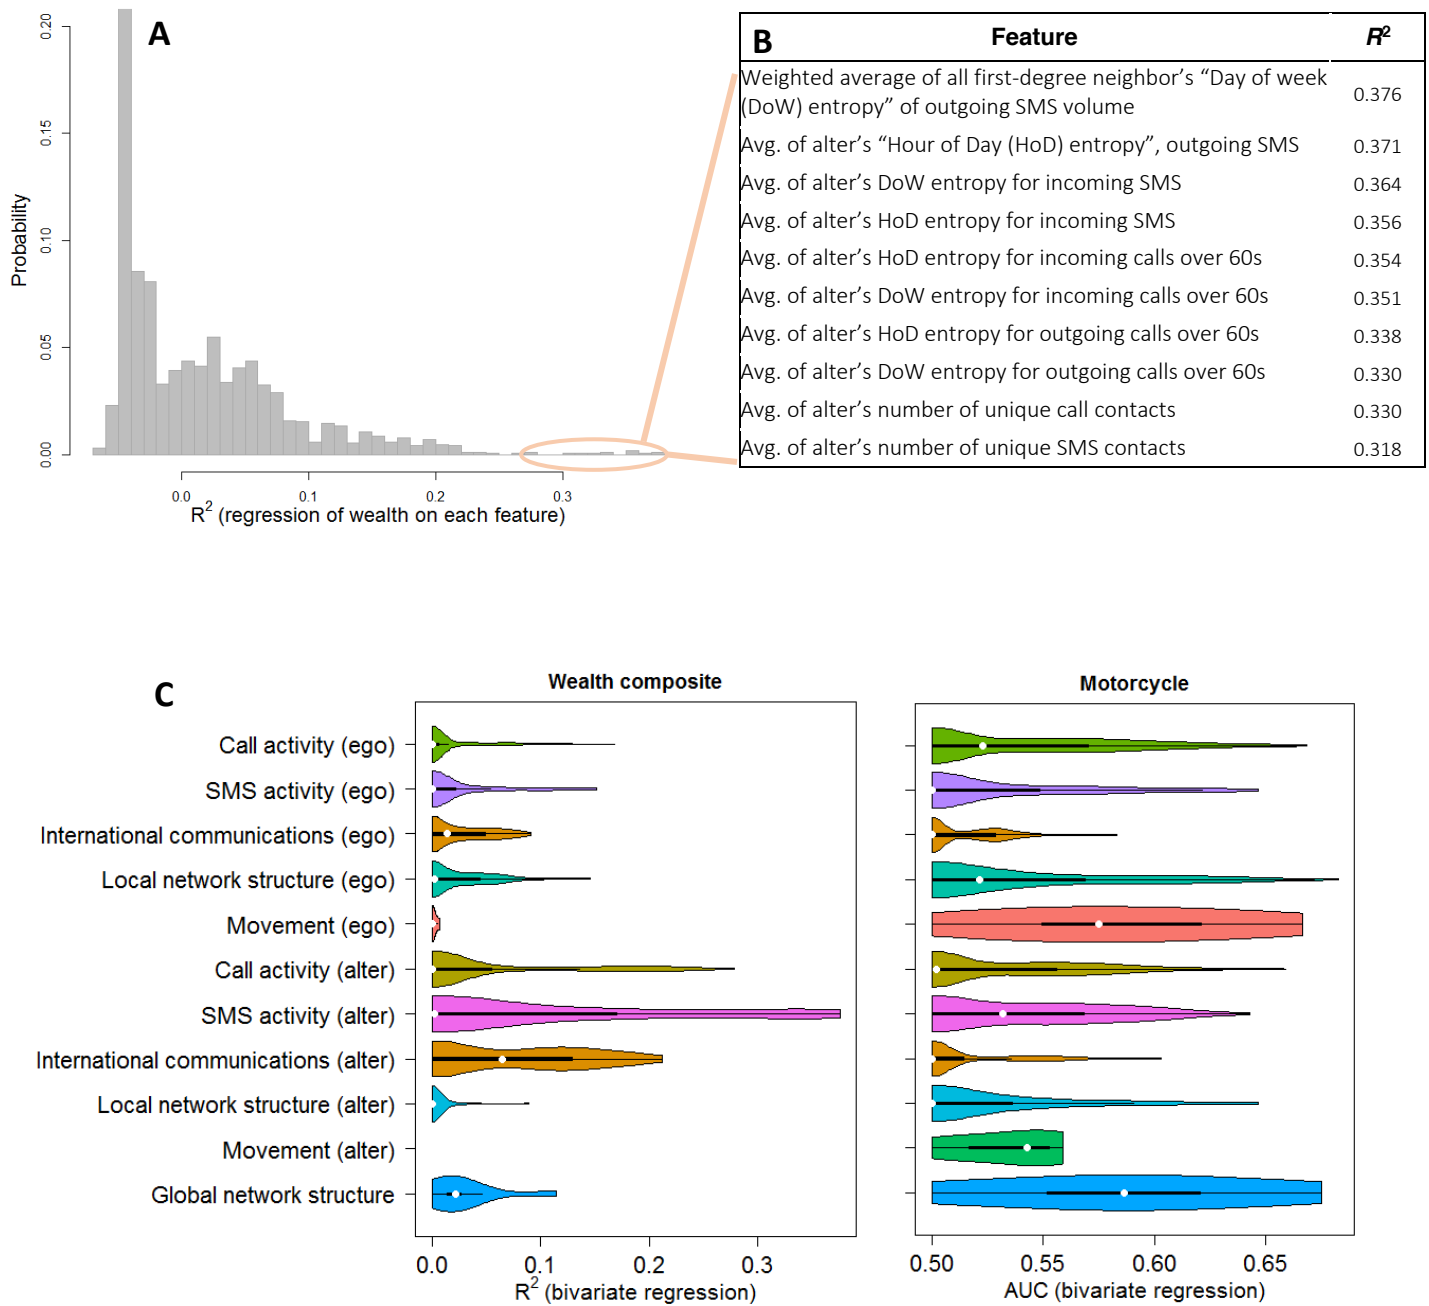 A
0.20
0.15
0.10
0.05
0.00
Probability
0.0 0.1 0.2 0.3
R² (regression of wealth on each feature)
B Feature R²
Weighted average of all first-degree neighbor’s “Day of week
(DoW) entropy” of outgoing SMS volume 0.376
Avg. of alter’s “Hour of Day (HoD) entropy”, outgoing SMS 0.371
Avg. of alter’s DoW entropy for incoming SMS 0.364
Avg. of alter’s HoD entropy for incoming SMS 0.356
Avg. of alter’s HoD entropy for incoming calls over 60s 0.354
Avg. of alter’s DoW entropy for incoming calls over 60s 0.351
Avg. of alter’s HoD entropy for outgoing calls over 60s 0.338
Avg. of alter’s DoW entropy for outgoing calls over 60s 0.330
Avg. of alter’s number of unique call contacts 0.330
Avg. of alter’s number of unique SMS contacts 0.318
C
Wealth composite
Motorcycle
Call activity (ego)
SMS activity (ego)
International communications (ego)
Local network structure (ego)
Movement (ego)
Call activity (alter)
SMS activity (alter)
International communications (alter)
Local network structure (alter)
Movement (alter)
Global network structure
0.0 0.1 0.2 0.3
R² (bivariate regression)
0.50 0.55 0.60 0.65
AUC (bivariate regression)